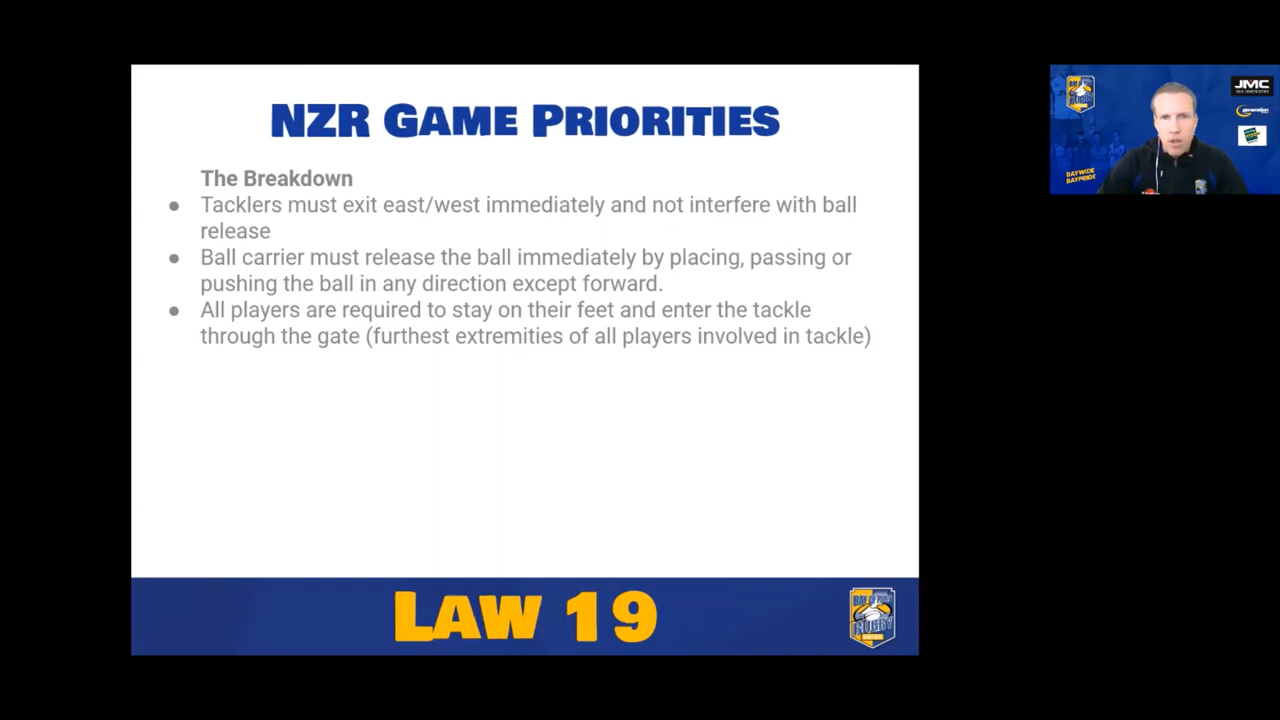 NZR GAME PRIORITIES
The Breakdown
● Tacklers must exit east/west immediately and not interfere with ball
release
● Ball carrier must release the ball immediately by placing, passing or
pushing the ball in any direction except forward.
● All players are required to stay on their feet and enter the tackle
through the gate (furthest extremities of all players involved in tackle)
LAW 19
RUGBY
JMC
BAYWIDE
BAYPRIDE